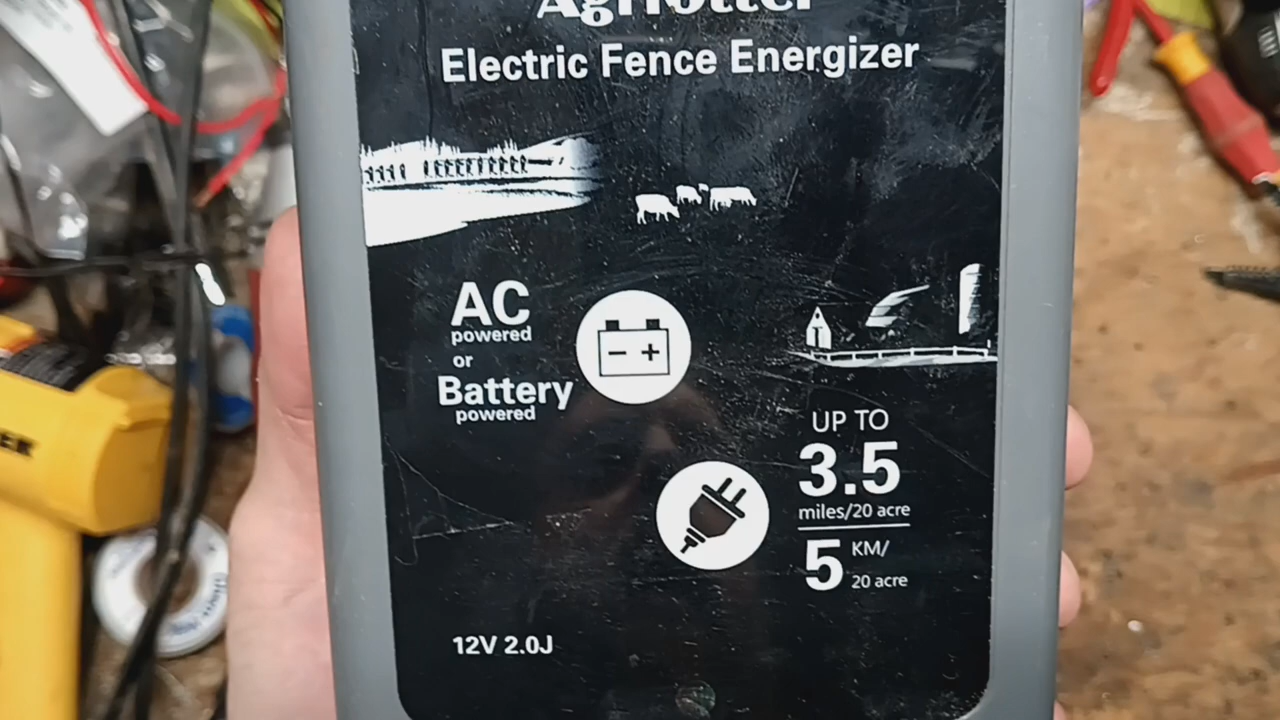 Electric Fence Energizer
AC
powered
or
Battery
powered
UP TO
3.5
miles/20 acre
5 KM/
20 acre
12V 2.0J